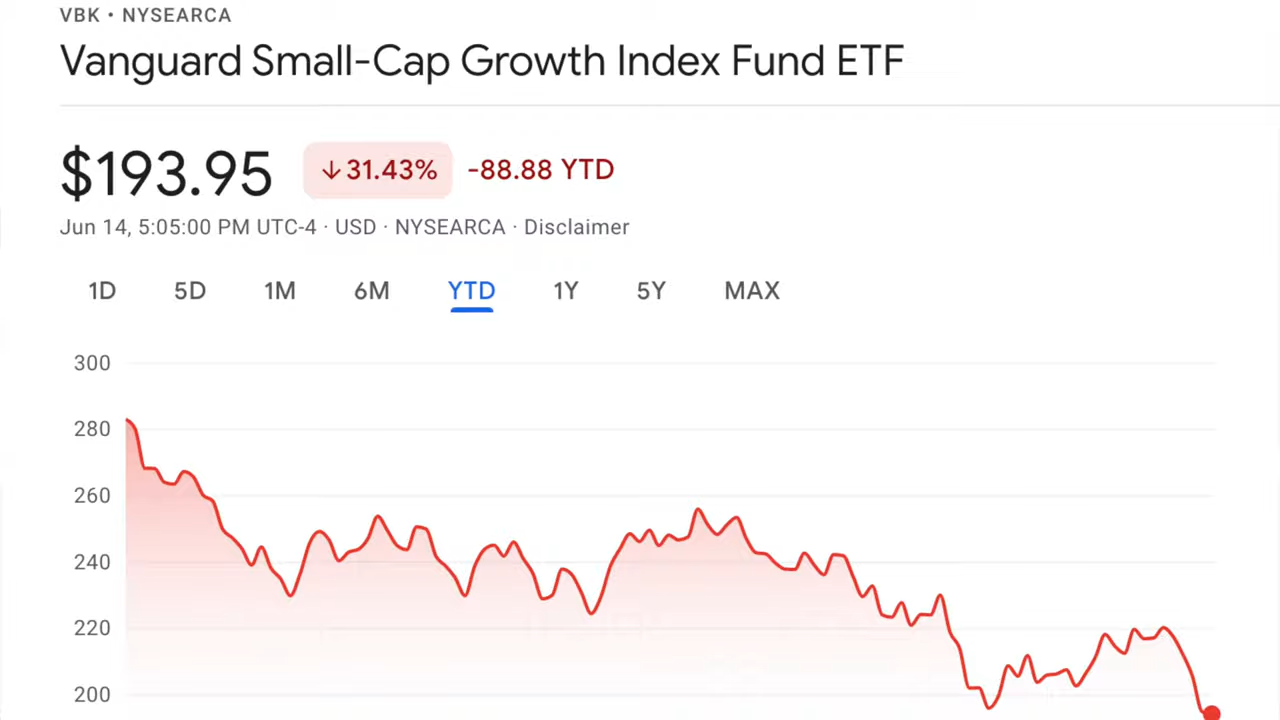 VBK • NYSEARCA
Vanguard Small-Cap Growth Index Fund ETF
$193.95 ↓31.43% -88.88 YTD
Jun 14, 5:05:00 PM UTC-4 · USD · NYSEARCA · Disclaimer
1D 5D 1M 6M YTD 1Y 5Y MAX
300
280
260
240
220
200